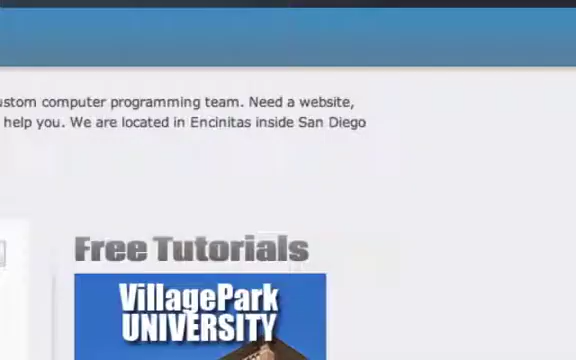 ustom computer programming team. Need a website,
help you. We are located in Encinitas inside San Diego
Free Tutorials
VillagePark
UNIVERSITY